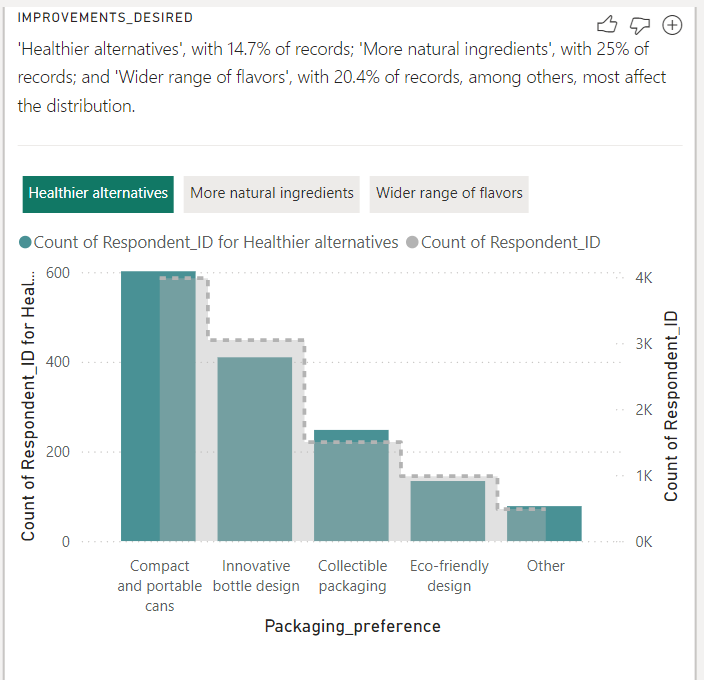 IMPROVEMENTS_DESIRED
'Healthier alternatives', with 14.7% of records; 'More natural ingredients', with 25% of
records; and 'Wider range of flavors', with 20.4% of records, among others, most affect
the distribution.
Healthier alternatives More natural ingredients Wider range of flavors
Count of Respondent_ID for Healthier alternatives Count of Respondent_ID
Count of Respondent_ID for Heal...
600
400
200
0
4K
3K
2K
1K
0K
Count of Respondent_ID
Compact
and portable
cans
Innovative
bottle design
Collectible
packaging
Eco-friendly
design
Other
Packaging_preference